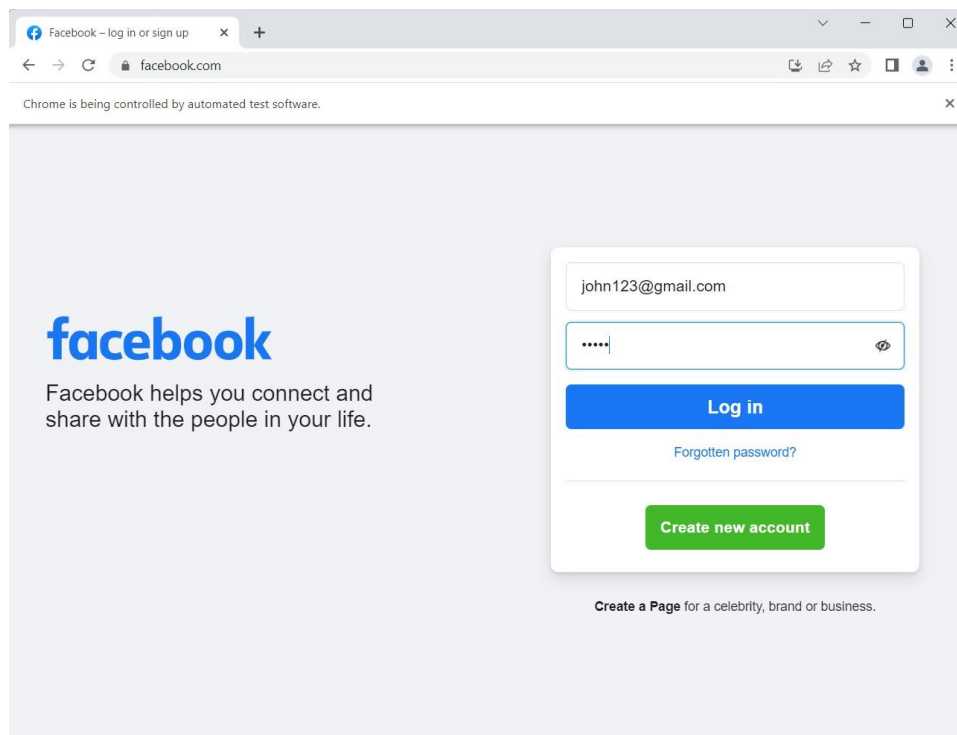 Facebook – log in or sign up
facebook.com
Chrome is being controlled by automated test software.
facebook
Facebook helps you connect and
share with the people in your life.
john123@gmail.com
•••••
Log in
Forgotten password?
Create new account
Create a Page for a celebrity, brand or business.